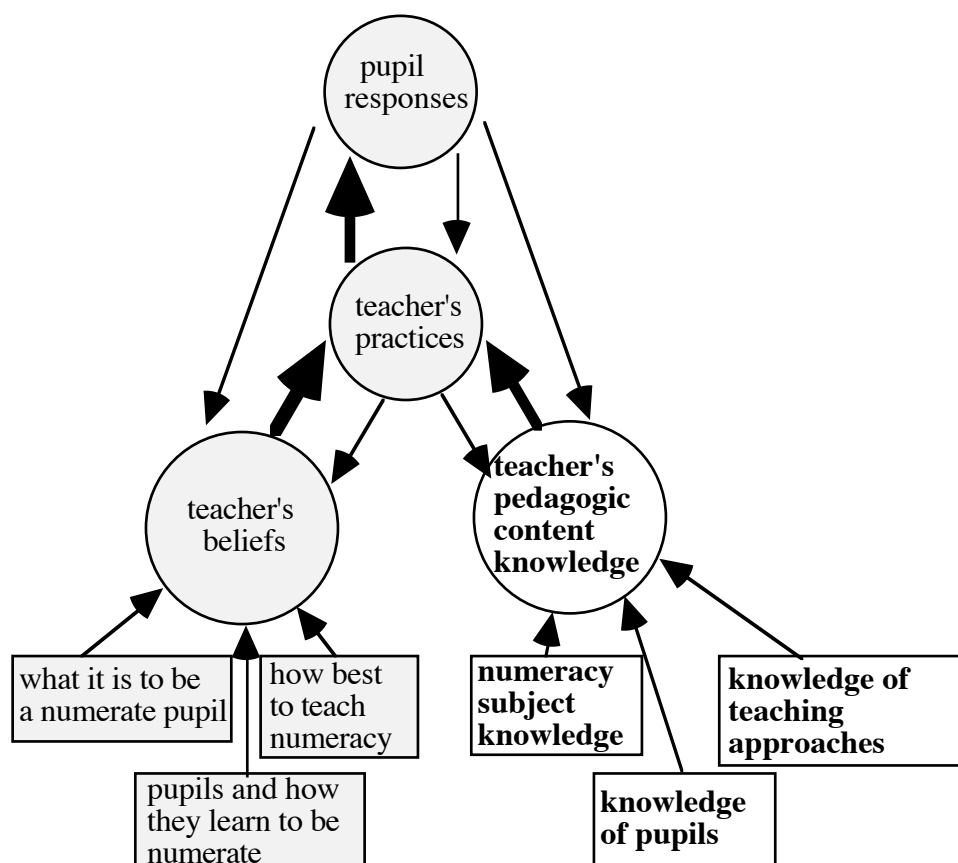 pupil
responses
teacher's
practices
teacher's
beliefs
teacher's
pedagogic
content
knowledge
what it is to be
a numerate pupil
how best
to teach
numeracy
pupils and how
they learn to be
numerate
numeracy
subject
knowledge
knowledge
of pupils
knowledge of
teaching
approaches